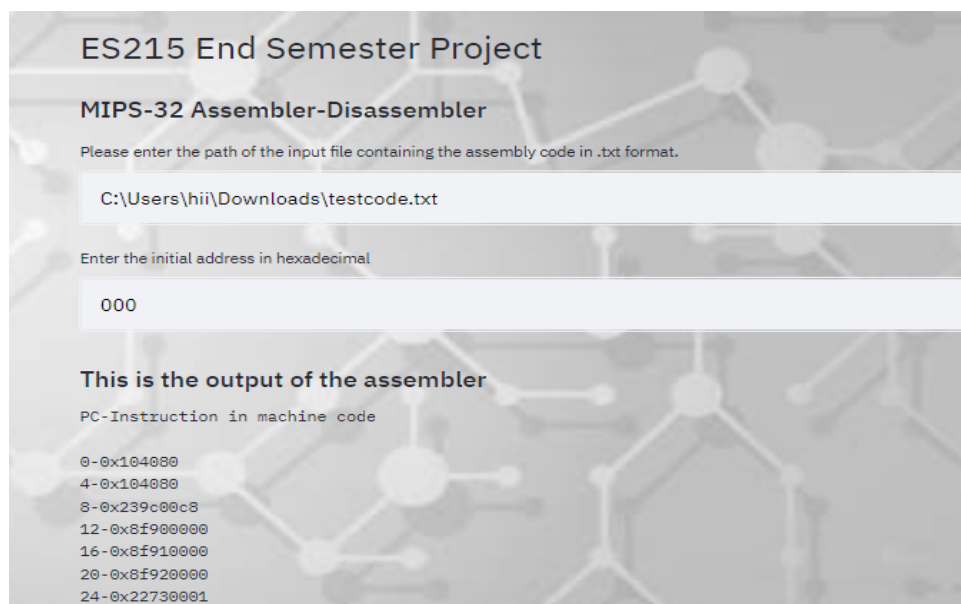 ES215 End Semester Project
MIPS-32 Assembler-Disassembler
Please enter the path of the input file containing the assembly code in .txt format.
C:\Users\hii\Downloads\testcode.txt
Enter the initial address in hexadecimal
000
This is the output of the assembler
PC-Instruction in machine code
0-0x104080
4-0x104080
8-0x239c00c8
12-0x8f900000
16-0x8f910000
20-0x8f920000
24-0x22730001